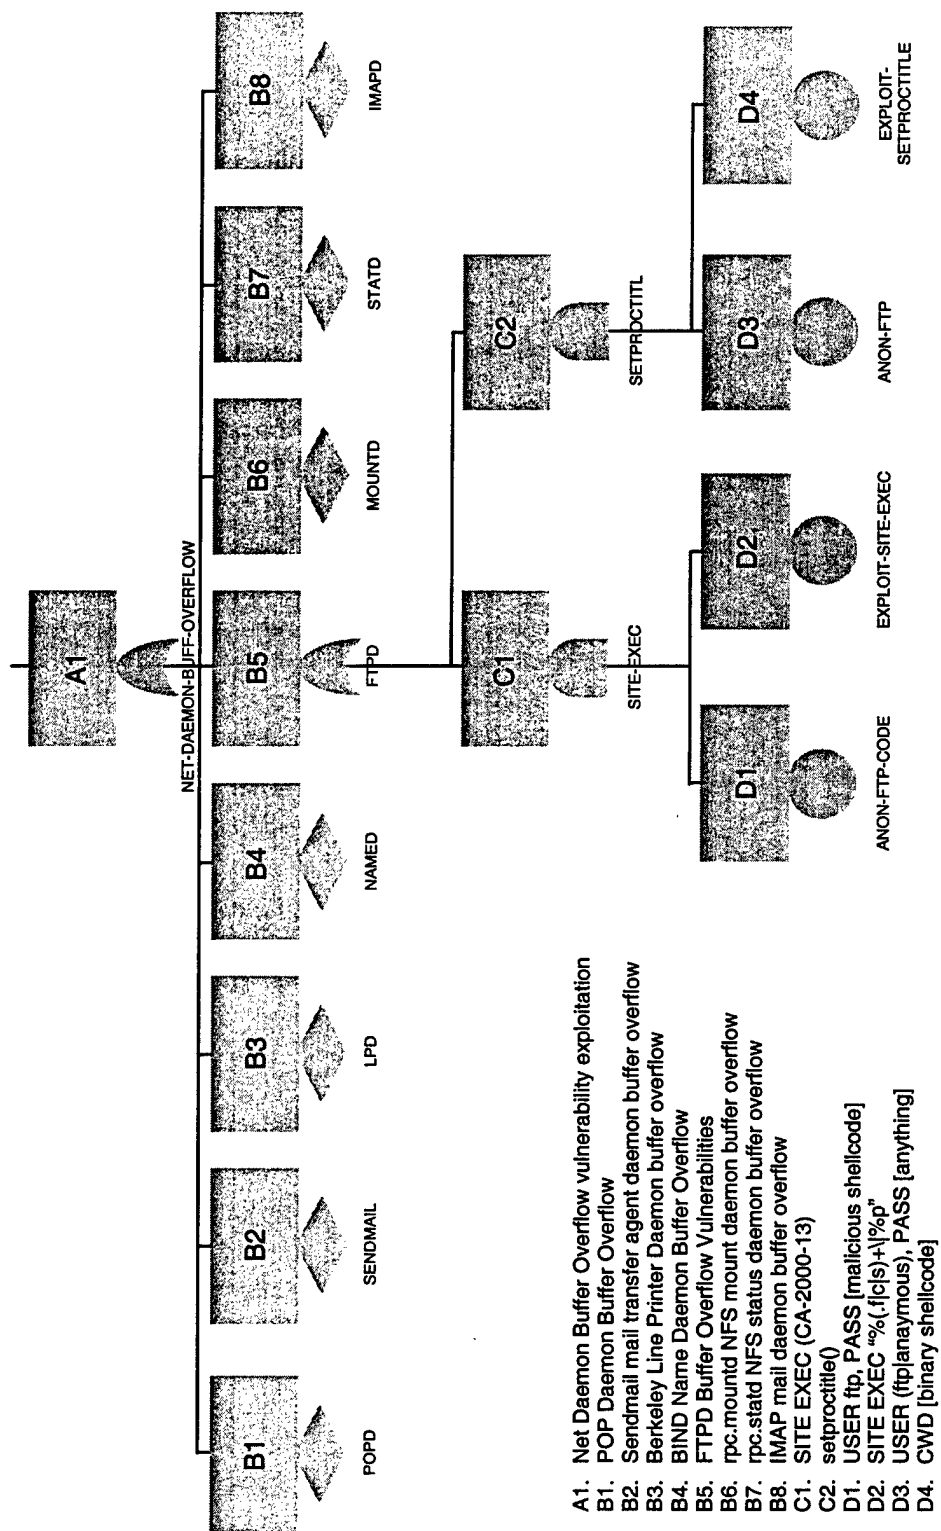 A1
NET-DAEMON-BUFF-OVERFLOW
B1
POPD
B2
SENDMAIL
B3
LPD
B4
NAMED
B5
FTPD
B6
MOUNTD
B7
STATD
B8
IMAPD
C1
SITE-EXEC
C2
SETPROCTITL
D1
ANON-FTP-CODE
D2
EXPLOIT-SITE-EXEC
D3
ANON-FTP
D4
EXPLOIT-
SETPROCTITLE
A1. Net Daemon Buffer Overflow vulnerability exploitation
B1. POP Daemon Buffer Overflow
B2. Sendmail mail transfer agent daemon buffer overflow
B3. Berkeley Line Printer Daemon buffer overflow
B4. BIND Name Daemon Buffer Overflow
B5. FTPD Buffer Overflow Vulnerabilities
B6. rpc.mountd NFS mount daemon buffer overflow
B7. rpc.statd NFS status daemon buffer overflow
B8. IMAP mail daemon buffer overflow
C1. SITE EXEC (CA-2000-13)
C2. setproctitle()
D1. USER ftp, PASS [malicious shellcode]
D2. SITE EXEC "%(.f|c|s)+\|%p"
D3. USER (ftp|anaymous), PASS [anything]
D4. CWD [binary shellcode]